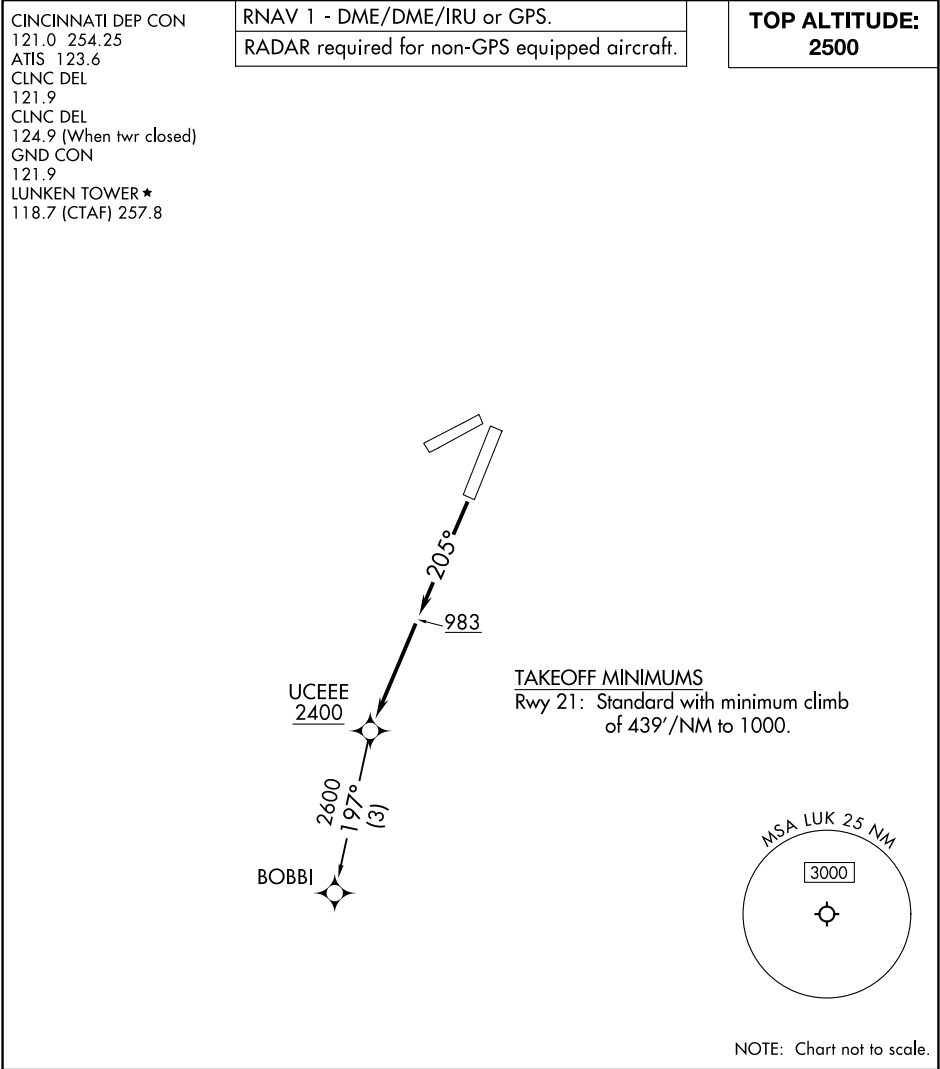 CINCINNATI DEP CON
121.0 254.25
ATIS 123.6
CLNC DEL
121.9
CLNC DEL
124.9 (When twr closed)
GND CON
121.9
LUNKEN TOWER ★
118.7 (CTAF) 257.8
RNAV 1 - DME/DME/IRU or GPS.
RADAR required for non-GPS equipped aircraft.
TOP ALTITUDE:
2500
205°
983
UCEEE
2400
TAKEOFF MINIMUMS
Rwy 21: Standard with minimum climb
of 439'/NM to 1000.
2600
197°
(3)
BOBBI
MSA LUK 25 NM
3000
NOTE: Chart not to scale.